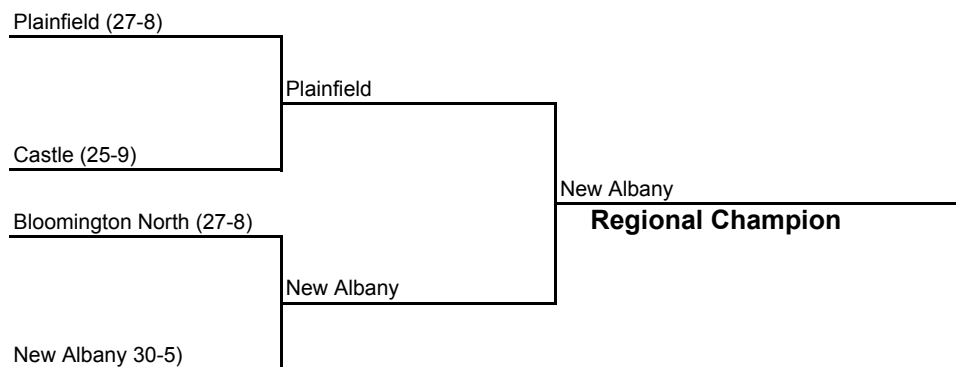 Plainfield (27-8)
Plainfield
Castle (25-9)
New Albany
Regional Champion
Bloomington North (27-8)
New Albany
New Albany 30-5)